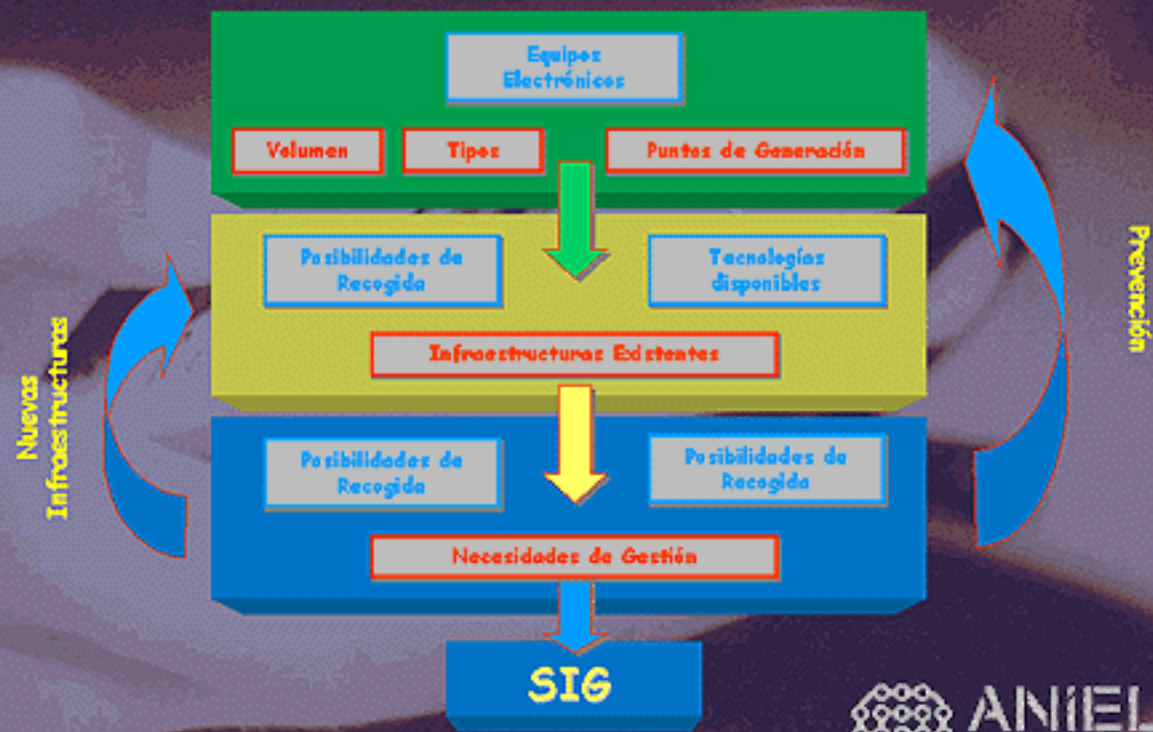 Equipos
Electrónicos
Volumen
Tipos
Puntos de Generación
Posibilidades de
Recogida
Tecnologías
disponibles
Infraestructuras Existentes
Posibilidades de
Recogida
Posibilidades de
Recogida
Necesidades de Gestión
SIG
Nuevas
Infraestructuras
Prevención
ANIEL